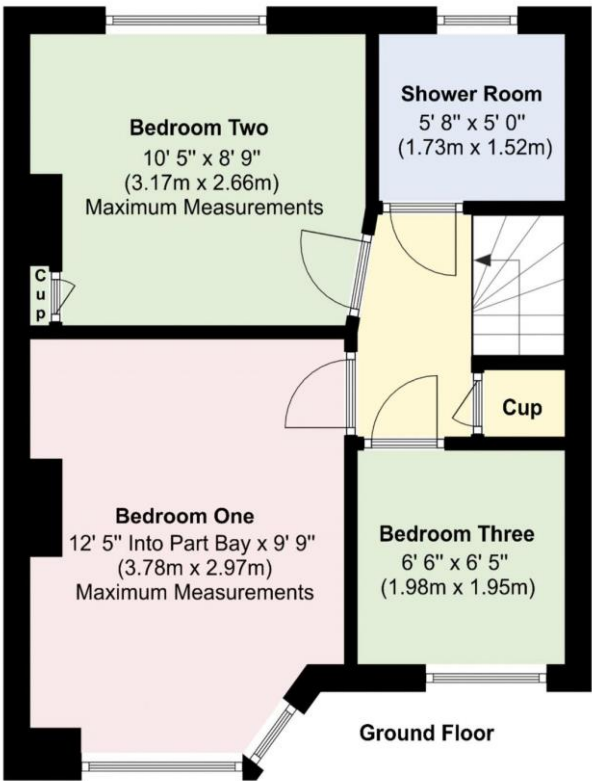 Bedroom Two
10' 5" x 8' 9"
(3.17m x 2.66m)
Maximum Measurements
Shower Room
5' 8" x 5' 0"
(1.73m x 1.52m)
Cup
Cup
Bedroom One
12' 5" Into Part Bay x 9' 9"
(3.78m x 2.97m)
Maximum Measurements
Bedroom Three
6' 6" x 6' 5"
(1.98m x 1.95m)
Ground Floor